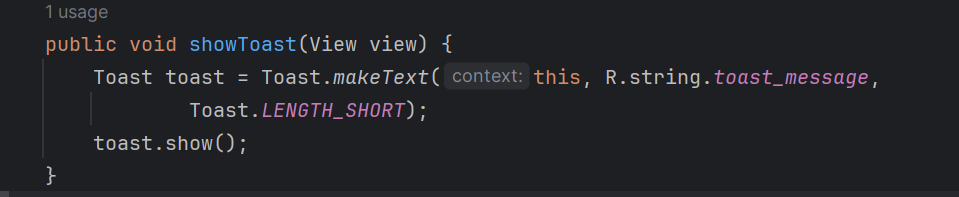 1 usage
public void showToast(View view) {
Toast toast = Toast.makeText( context: this, R.string.toast_message,
Toast.LENGTH_SHORT);
toast.show();
}